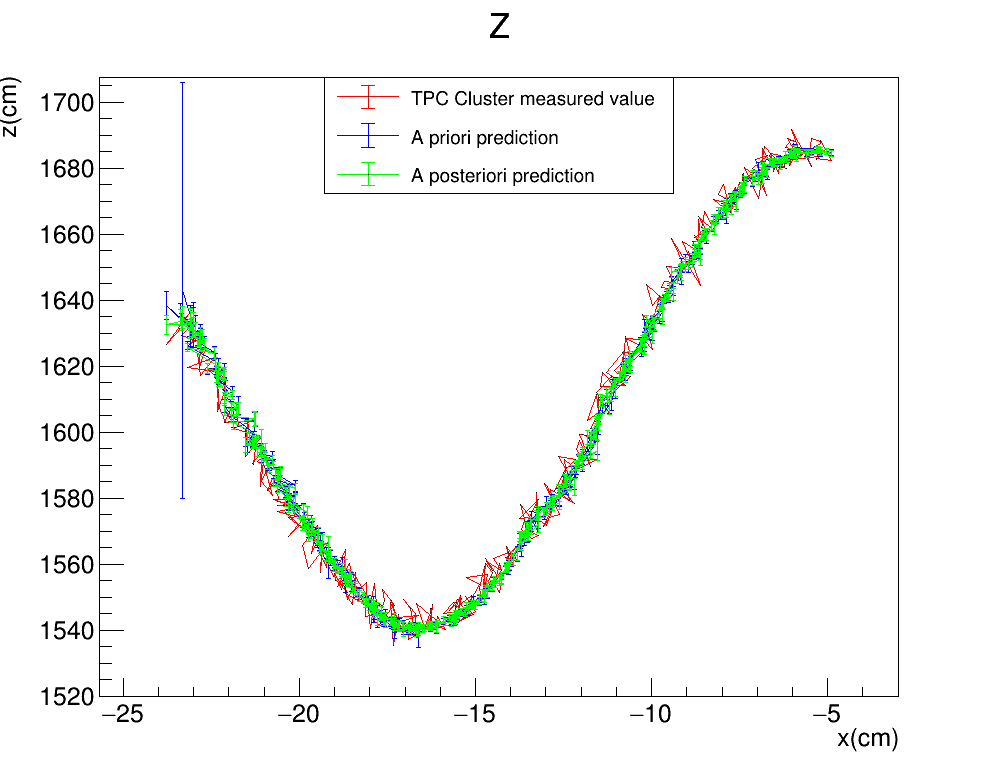 Z
z(cm)
TPC Cluster measured value
A priori prediction
A posteriori prediction
1700
1680
1660
1640
1620
1600
1580
1560
1540
1520
−25
−20
−15
−10
−5
x(cm)